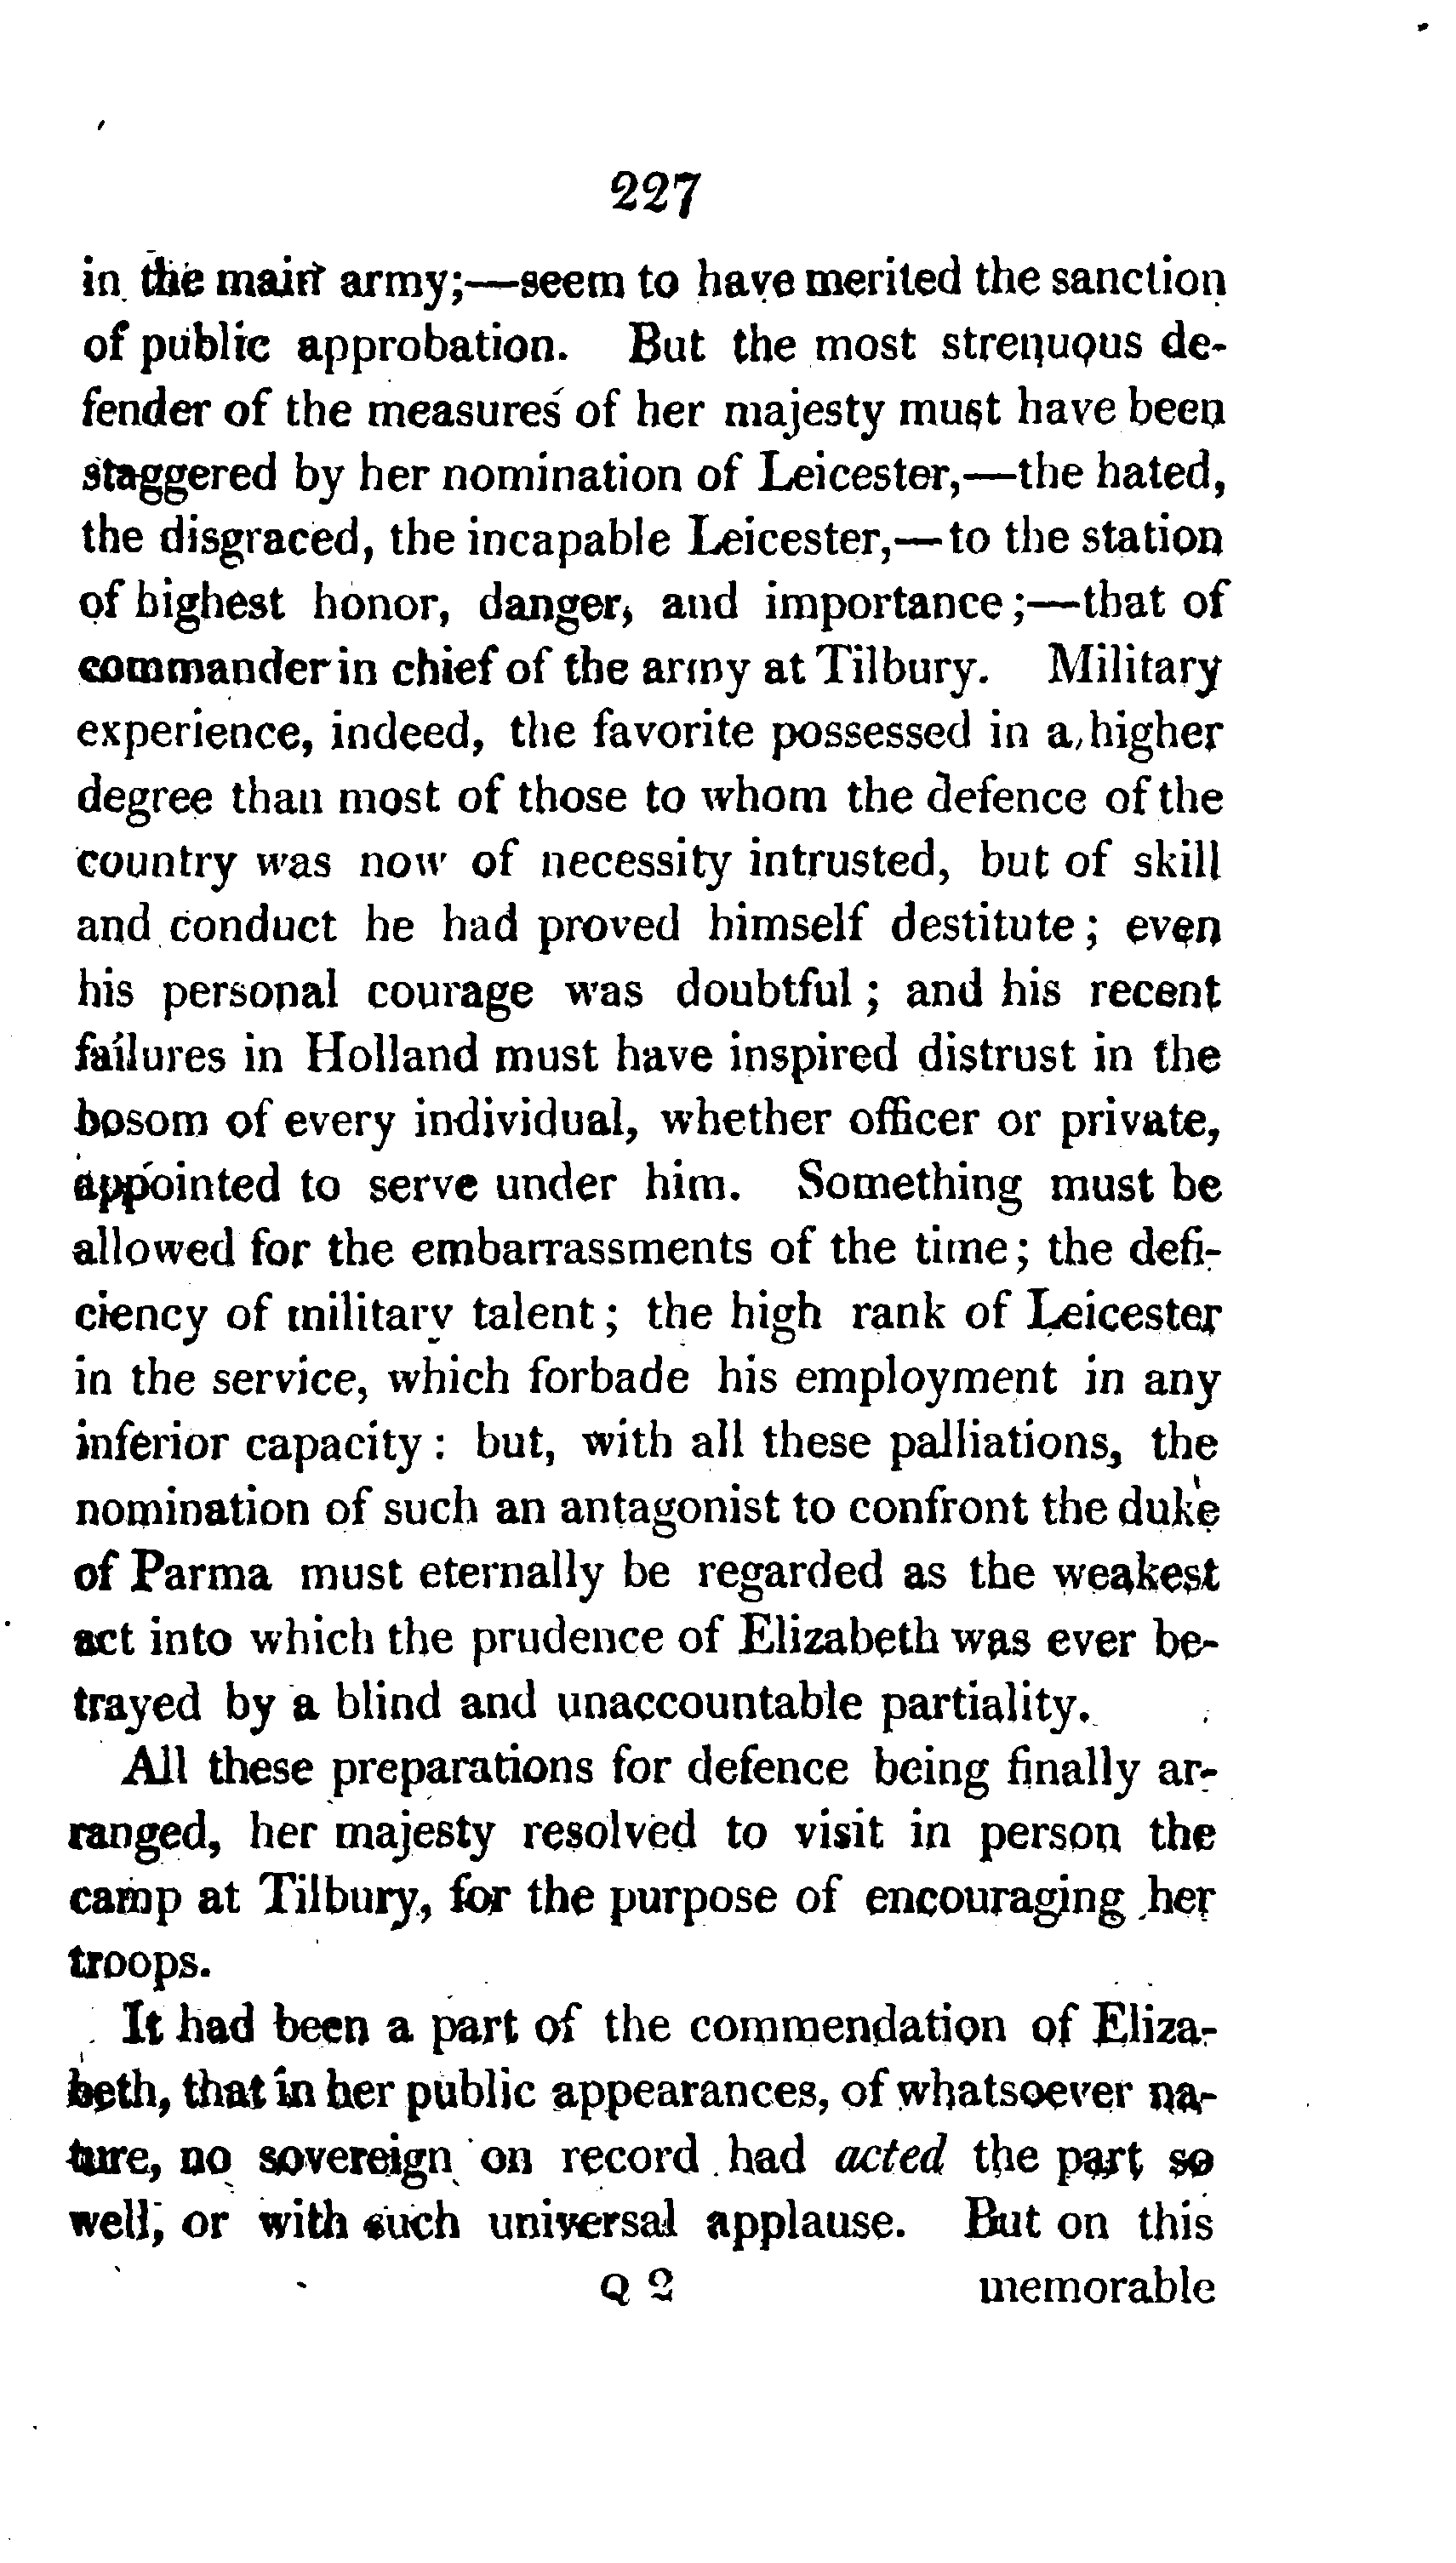 227
in the main army;—seem to have merited the sanction
of public approbation. But the most strenuous de-
fender of the measures of her majesty must have been
staggered by her nomination of Leicester,—the hated,
the disgraced, the incapable Leicester,—to the station
of highest honor, danger, and importance;—that of
commander in chief of the army at Tilbury. Military
experience, indeed, the favorite possessed in a higher
degree than most of those to whom the defence of the
country was now of necessity intrusted, but of skill
and conduct he had proved himself destitute; even
his personal courage was doubtful; and his recent
failures in Holland must have inspired distrust in the
bosom of every individual, whether officer or private,
appointed to serve under him. Something must be
allowed for the embarrassments of the time; the defi-
ciency of military talent; the high rank of Leicester
in the service, which forbade his employment in any
inferior capacity: but, with all these palliations, the
nomination of such an antagonist to confront the duke
of Parma must eternally be regarded as the weakest
act into which the prudence of Elizabeth was ever be-
trayed by a blind and unaccountable partiality.
All these preparations for defence being finally ar-
ranged, her majesty resolved to visit in person the
camp at Tilbury, for the purpose of encouraging her
troops.
It had been a part of the commendation of Eliza-
beth, that in her public appearances, of whatsoever na-
ture, no sovereign on record had acted the part so
well, or with such universal applause. But on this
Q 2 memorable